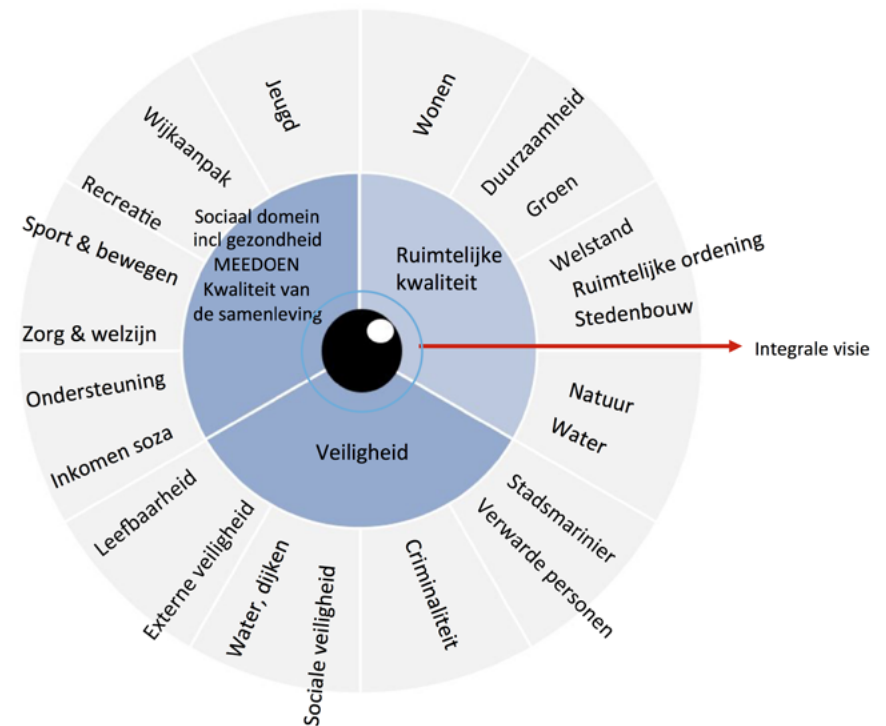 Jeugd
Wonen
Wijkaanpak
Duurzaamheid
Recreatie
Groen
Sport & bewegen
Welstand
Ruimtelijke ordening
Stedenbouw
Zorg & welzijn
Sociaal domein
incl gezondheid
MEEDOEN
Kwaliteit van
de samenleving
Ruimtelijke
kwaliteit
Integrale visie
Ondersteuning
Natuur
Water
Inkomen soza
Veiligheid
Leefbaarheid
Stadsmarinier
Externe veiligheid
Verwarde personen
Water, dijken
Criminaliteit
Sociale veiligheid